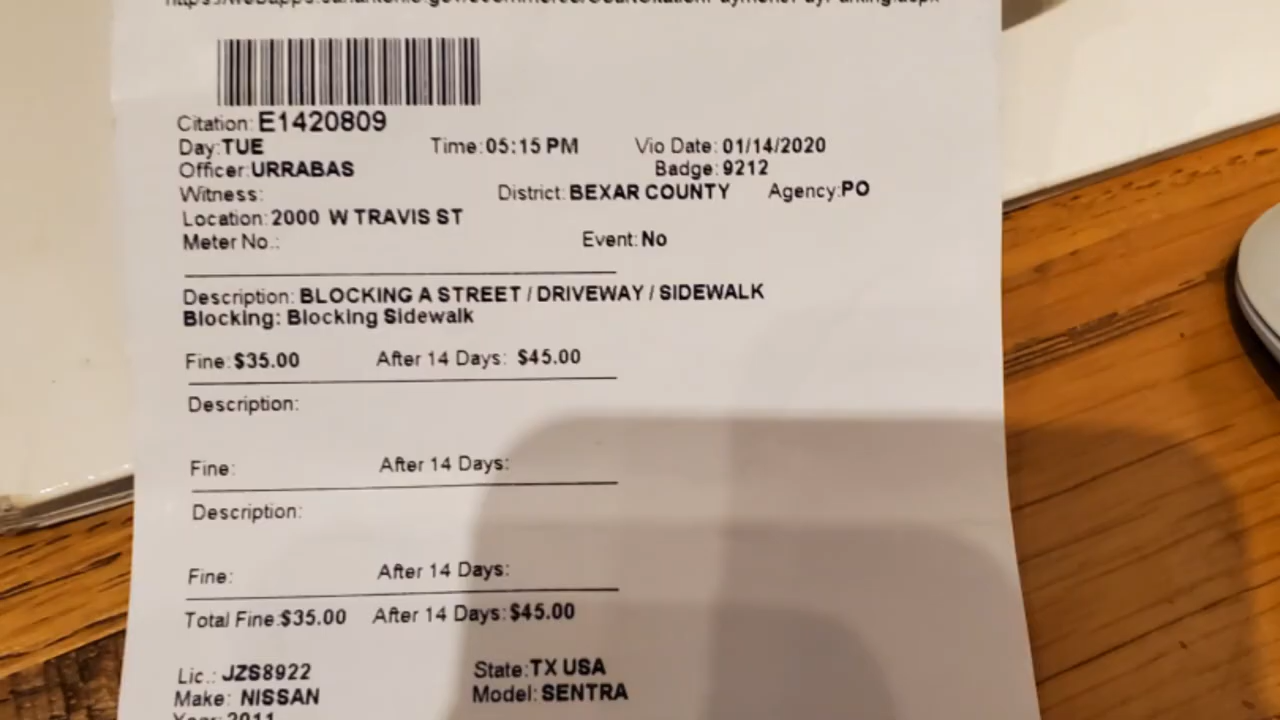 Citation: E1420809
Day:TUE Time:05:15 PM Vio Date: 01/14/2020
Officer:URRABAS Badge: 9212
Witness: District: BEXAR COUNTY Agency:PO
Location: 2000 W TRAVIS ST
Meter No.: Event: No
Description: BLOCKING A STREET / DRIVEWAY / SIDEWALK
Blocking: Blocking Sidewalk
Fine:$35.00 After 14 Days: $45.00
Description:
Fine: After 14 Days:
Description:
Fine: After 14 Days:
Total Fine:$35.00 After 14 Days: $45.00
Lic.: JZS8922 State:TX USA
Make: NISSAN Model: SENTRA
Year: 2011